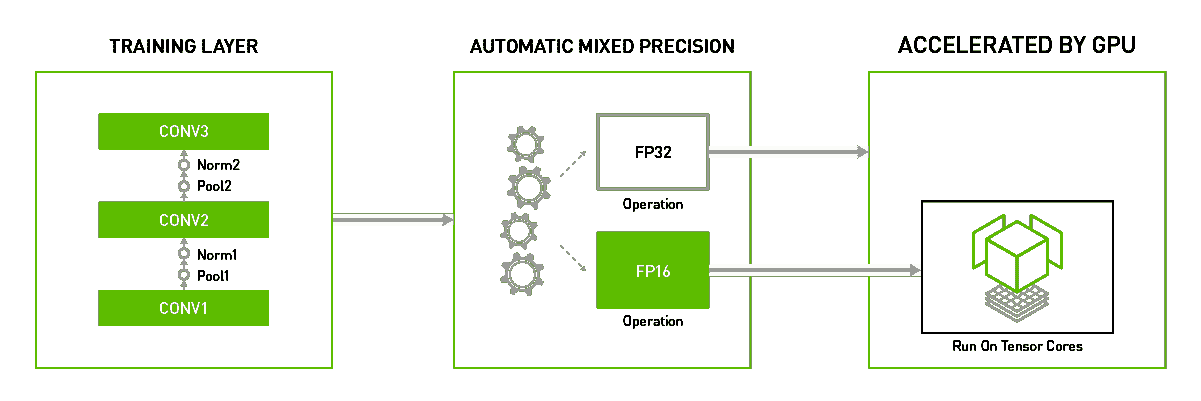 TRAINING LAYER
CONV3
Norm2
Pool2
CONV2
Norm1
Pool1
CONV1
AUTOMATIC MIXED PRECISION
FP32
Operation
FP16
Operation
ACCELERATED BY GPU
Run On Tensor Cores